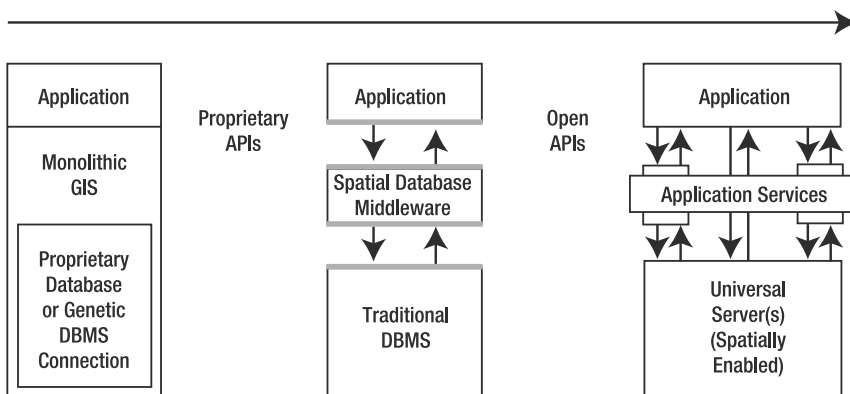 Application
Monolithic
GIS
Proprietary
Database
or Genetic
DBMS
Connection
Proprietary
APIs
Application
Spatial Database
Middleware
Traditional
DBMS
Open
APIs
Application
Application Services
Universal
Server(s)
(Spatially
Enabled)